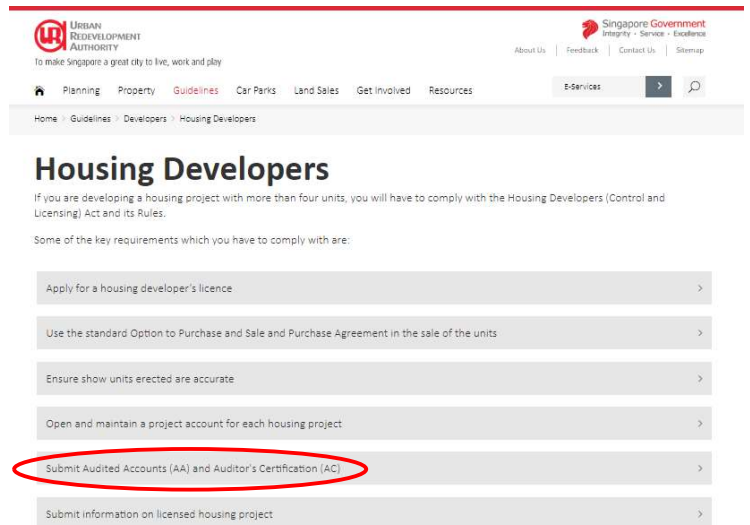 URBAN
REDEVELOPMENT
AUTHORITY
To make Singapore a great city to live, work and play
Singapore Government
Integrity · Service · Excellence
About Us | Feedback | Contact Us | Sitemap
Planning Property Guidelines Car Parks Land Sales Get Involved Resources
E-Services >
Home > Guidelines > Developers > Housing Developers
Housing Developers
If you are developing a housing project with more than four units, you will have to comply with the Housing Developers (Control and
Licensing) Act and its Rules.
Some of the key requirements which you have to comply with are:
Apply for a housing developer's licence >
Use the standard Option to Purchase and Sale and Purchase Agreement in the sale of the units >
Ensure show units erected are accurate >
Open and maintain a project account for each housing project >
Submit Audited Accounts (AA) and Auditor's Certification (AC) >
Submit information on licensed housing project >